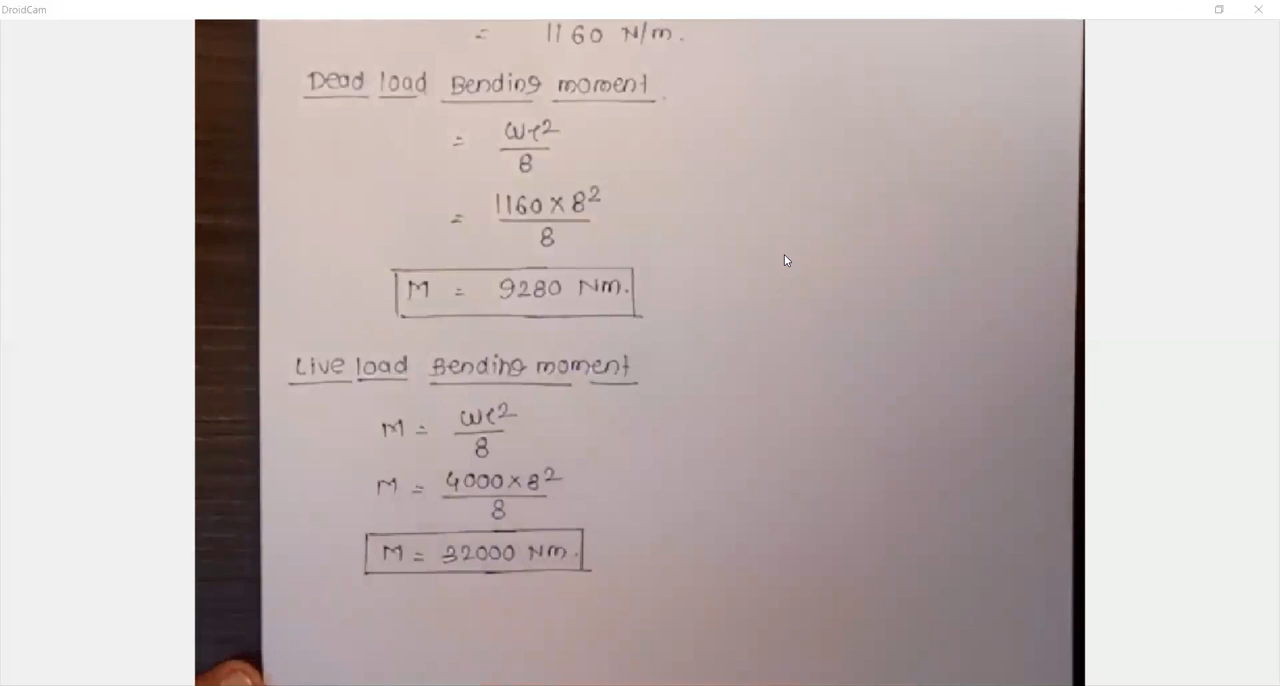 DroidCam
= 1160 N/m.
Dead load Bending moment.
= wl²/8
= 1160 × 8²/8
M = 9280 Nm.
Live load Bending moment
M = wl²/8
M = 4000 × 8²/8
M = 32000 Nm.